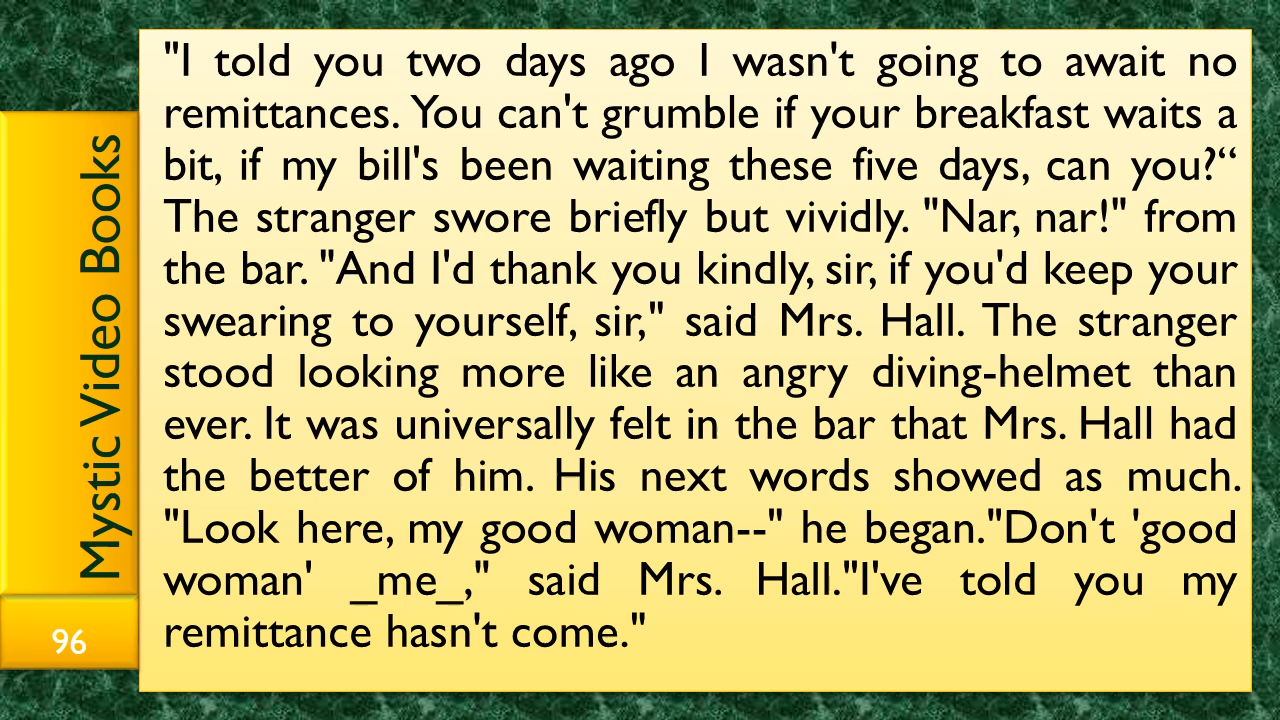 "I told you two days ago I wasn't going to await no
remittances. You can't grumble if your breakfast waits a
bit, if my bill's been waiting these five days, can you?“
The stranger swore briefly but vividly. "Nar, nar!" from
the bar. "And I'd thank you kindly, sir, if you'd keep your
swearing to yourself, sir," said Mrs. Hall. The stranger
stood looking more like an angry diving-helmet than
ever. It was universally felt in the bar that Mrs. Hall had
the better of him. His next words showed as much.
"Look here, my good woman--" he began."Don't 'good
woman' _me_," said Mrs. Hall."I've told you my
remittance hasn't come."
Mystic Video Books
96